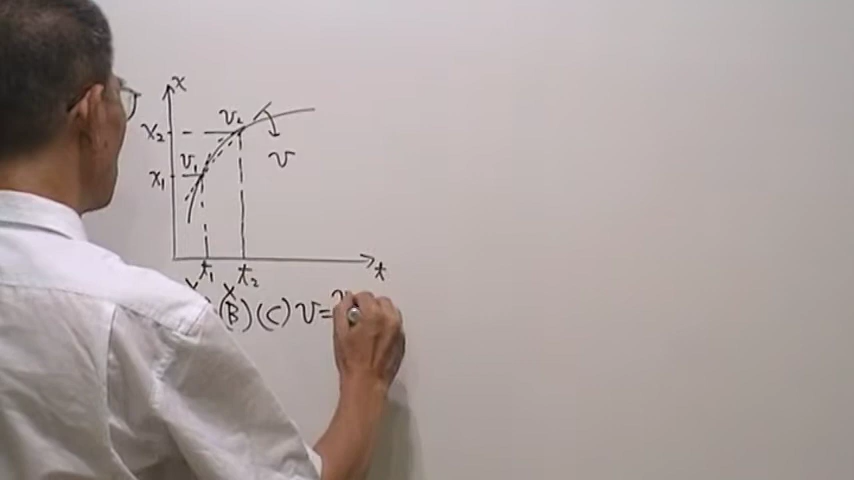 x
x₂ v₂
v₁ v
x₁
t₁ t₂ t
x x
(B) (C) v =